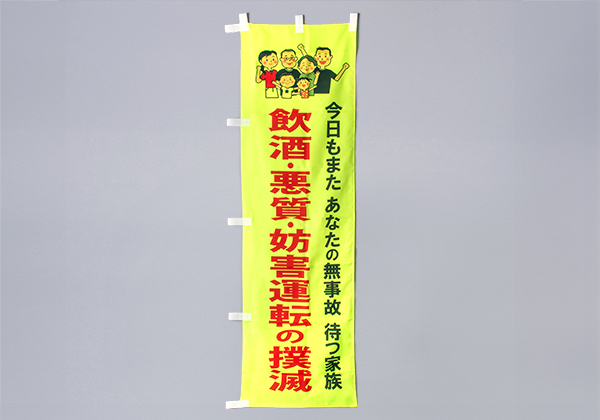 今日もまた あなたの無事故 待つ家族
飲酒・悪質・妨害運転の撲滅